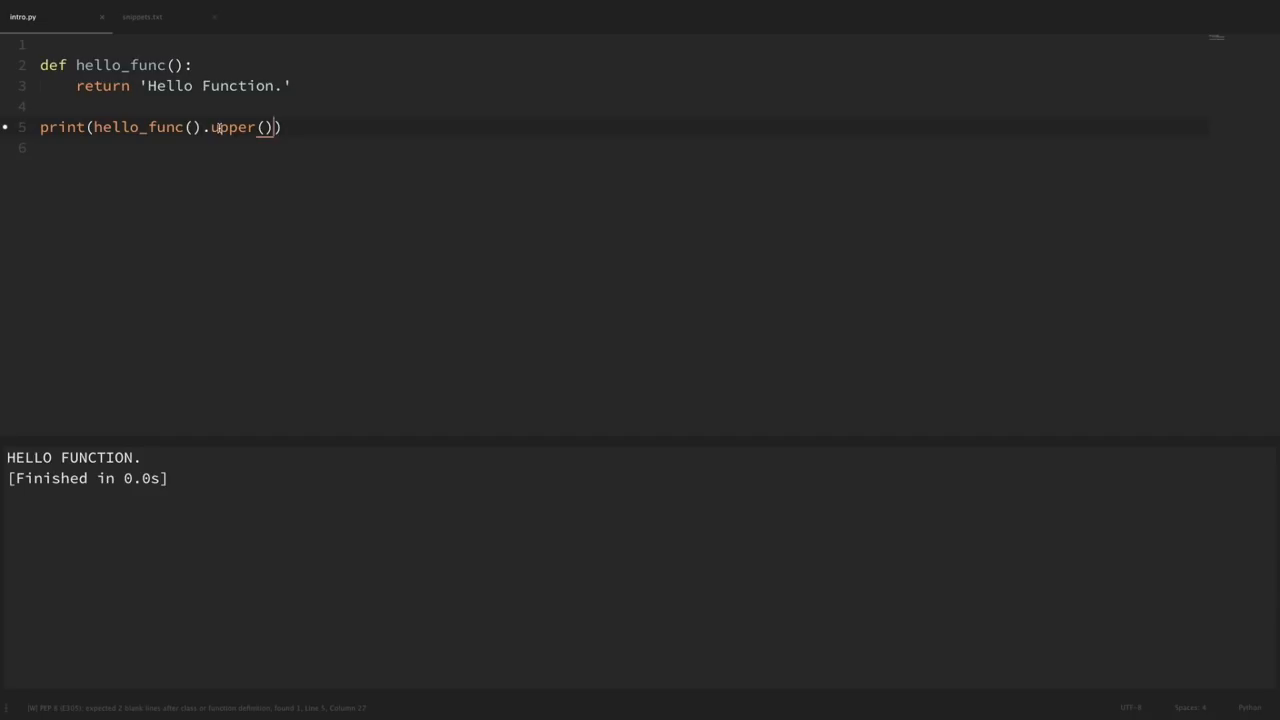 intro.py × snippets.txt ×
1
2 def hello_func():
3     return 'Hello Function.'
4
5 print(hello_func().upper())
6
HELLO FUNCTION.
[Finished in 0.0s]
[W] PEP 8 (E305): expected 2 blank lines after class or function definition, found 1, Line 5, Column 27 UTF-8 Spaces: 4 Python